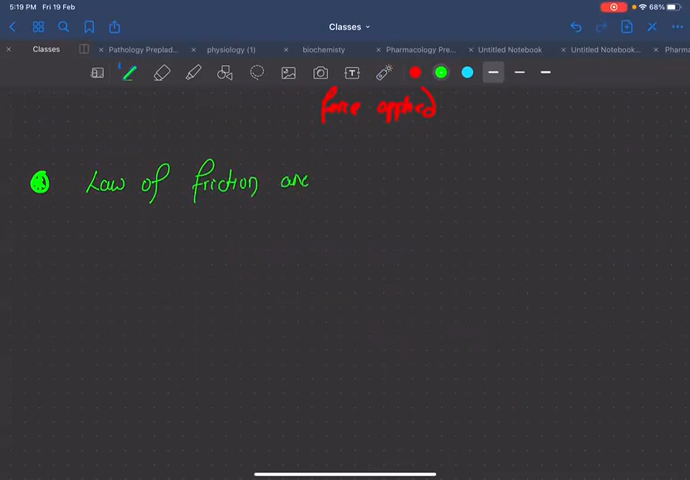 5:19 PM Fri 19 Feb 68%
Classes
Classes Pathology Preplad... physiology (1) biochemisty Pharmacology Pre... Untitled Notebook Untitled Notebook... Pharma
T
force applied)
Law of friction are